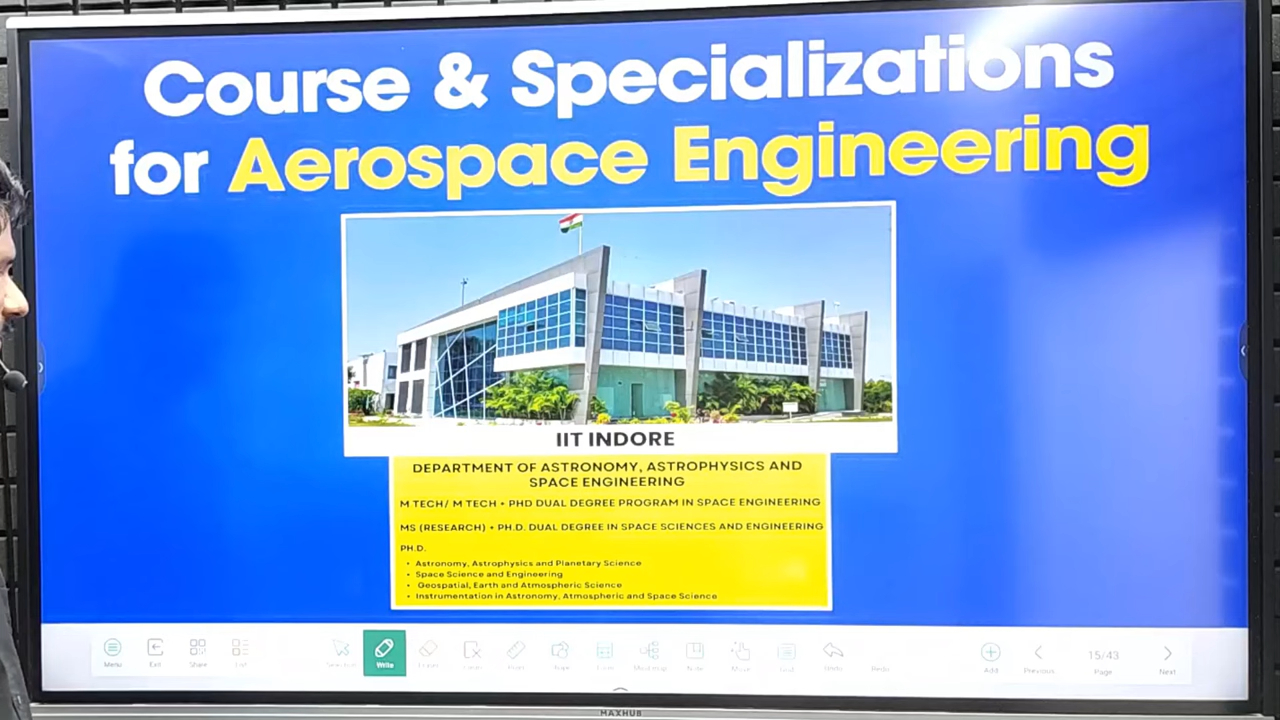 Course & Specializations
for Aerospace Engineering
IIT INDORE
DEPARTMENT OF ASTRONOMY, ASTROPHYSICS AND
SPACE ENGINEERING
M TECH/ M TECH + PHD DUAL DEGREE PROGRAM IN SPACE ENGINEERING
MS (RESEARCH) + PH.D. DUAL DEGREE IN SPACE SCIENCES AND ENGINEERING
PH.D.
• Astronomy, Astrophysics and Planetary Science
• Space Science and Engineering
• Geospatial, Earth and Atmospheric Science
• Instrumentation in Astronomy, Atmospheric and Space Science
Menu Exit Share Write Undo Redo Add Previous 15/43 Page Next
MAXHUB